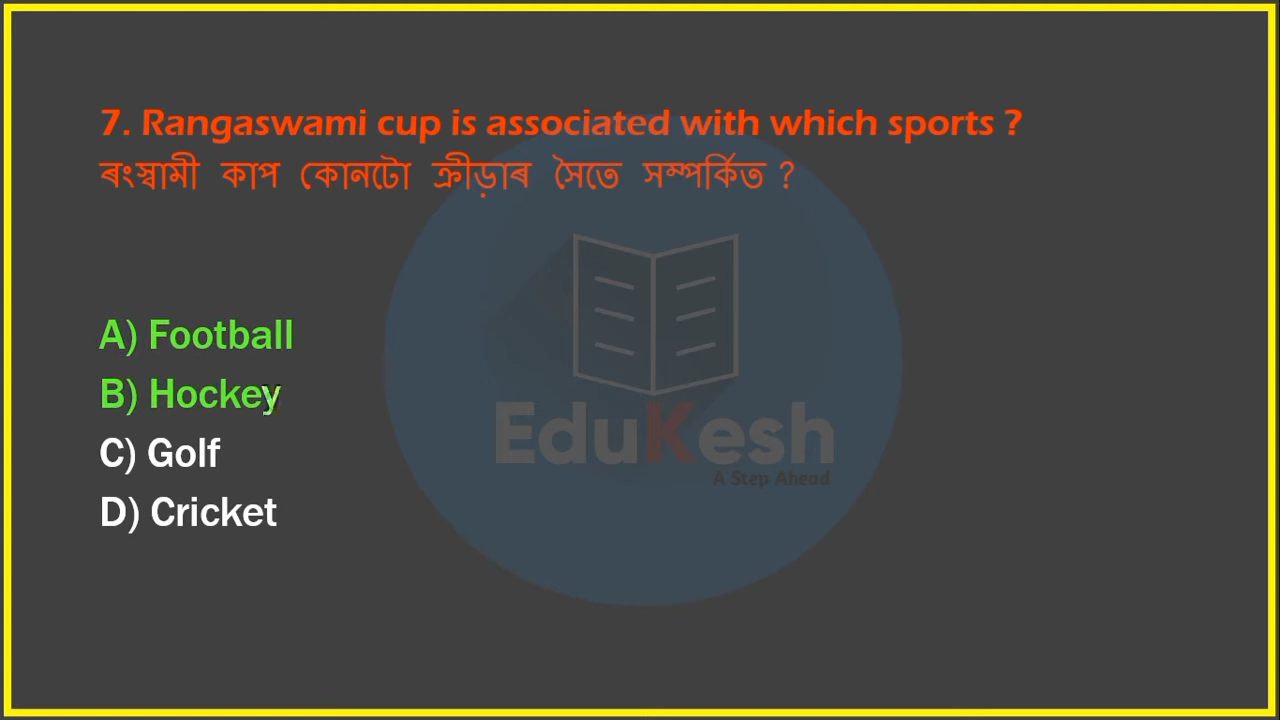 7. Rangaswami cup is associated with which sports ?
ৰংস্বামী কাপ কোনটো ক্ৰীড়াৰ সৈতে সম্পৰ্কিত ?
A) Football
B) Hockey
C) Golf
D) Cricket
EduKesh
A Step Ahead